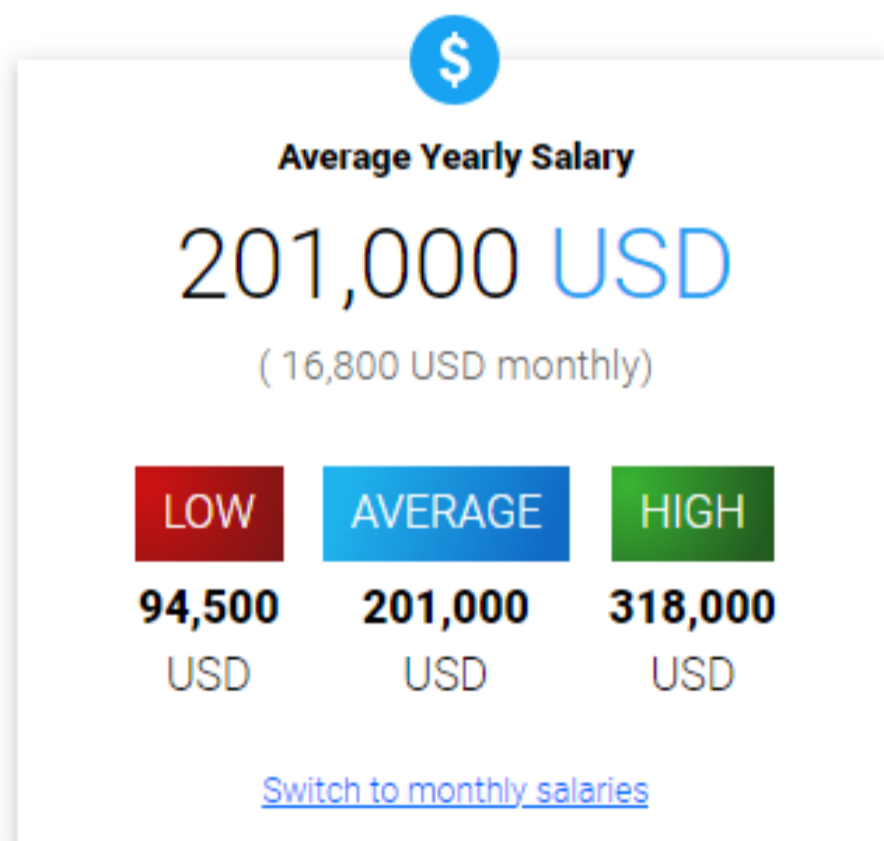 $
Average Yearly Salary
201,000 USD
( 16,800 USD monthly)
LOW AVERAGE HIGH
94,500 201,000 318,000
USD USD USD
Switch to monthly salaries